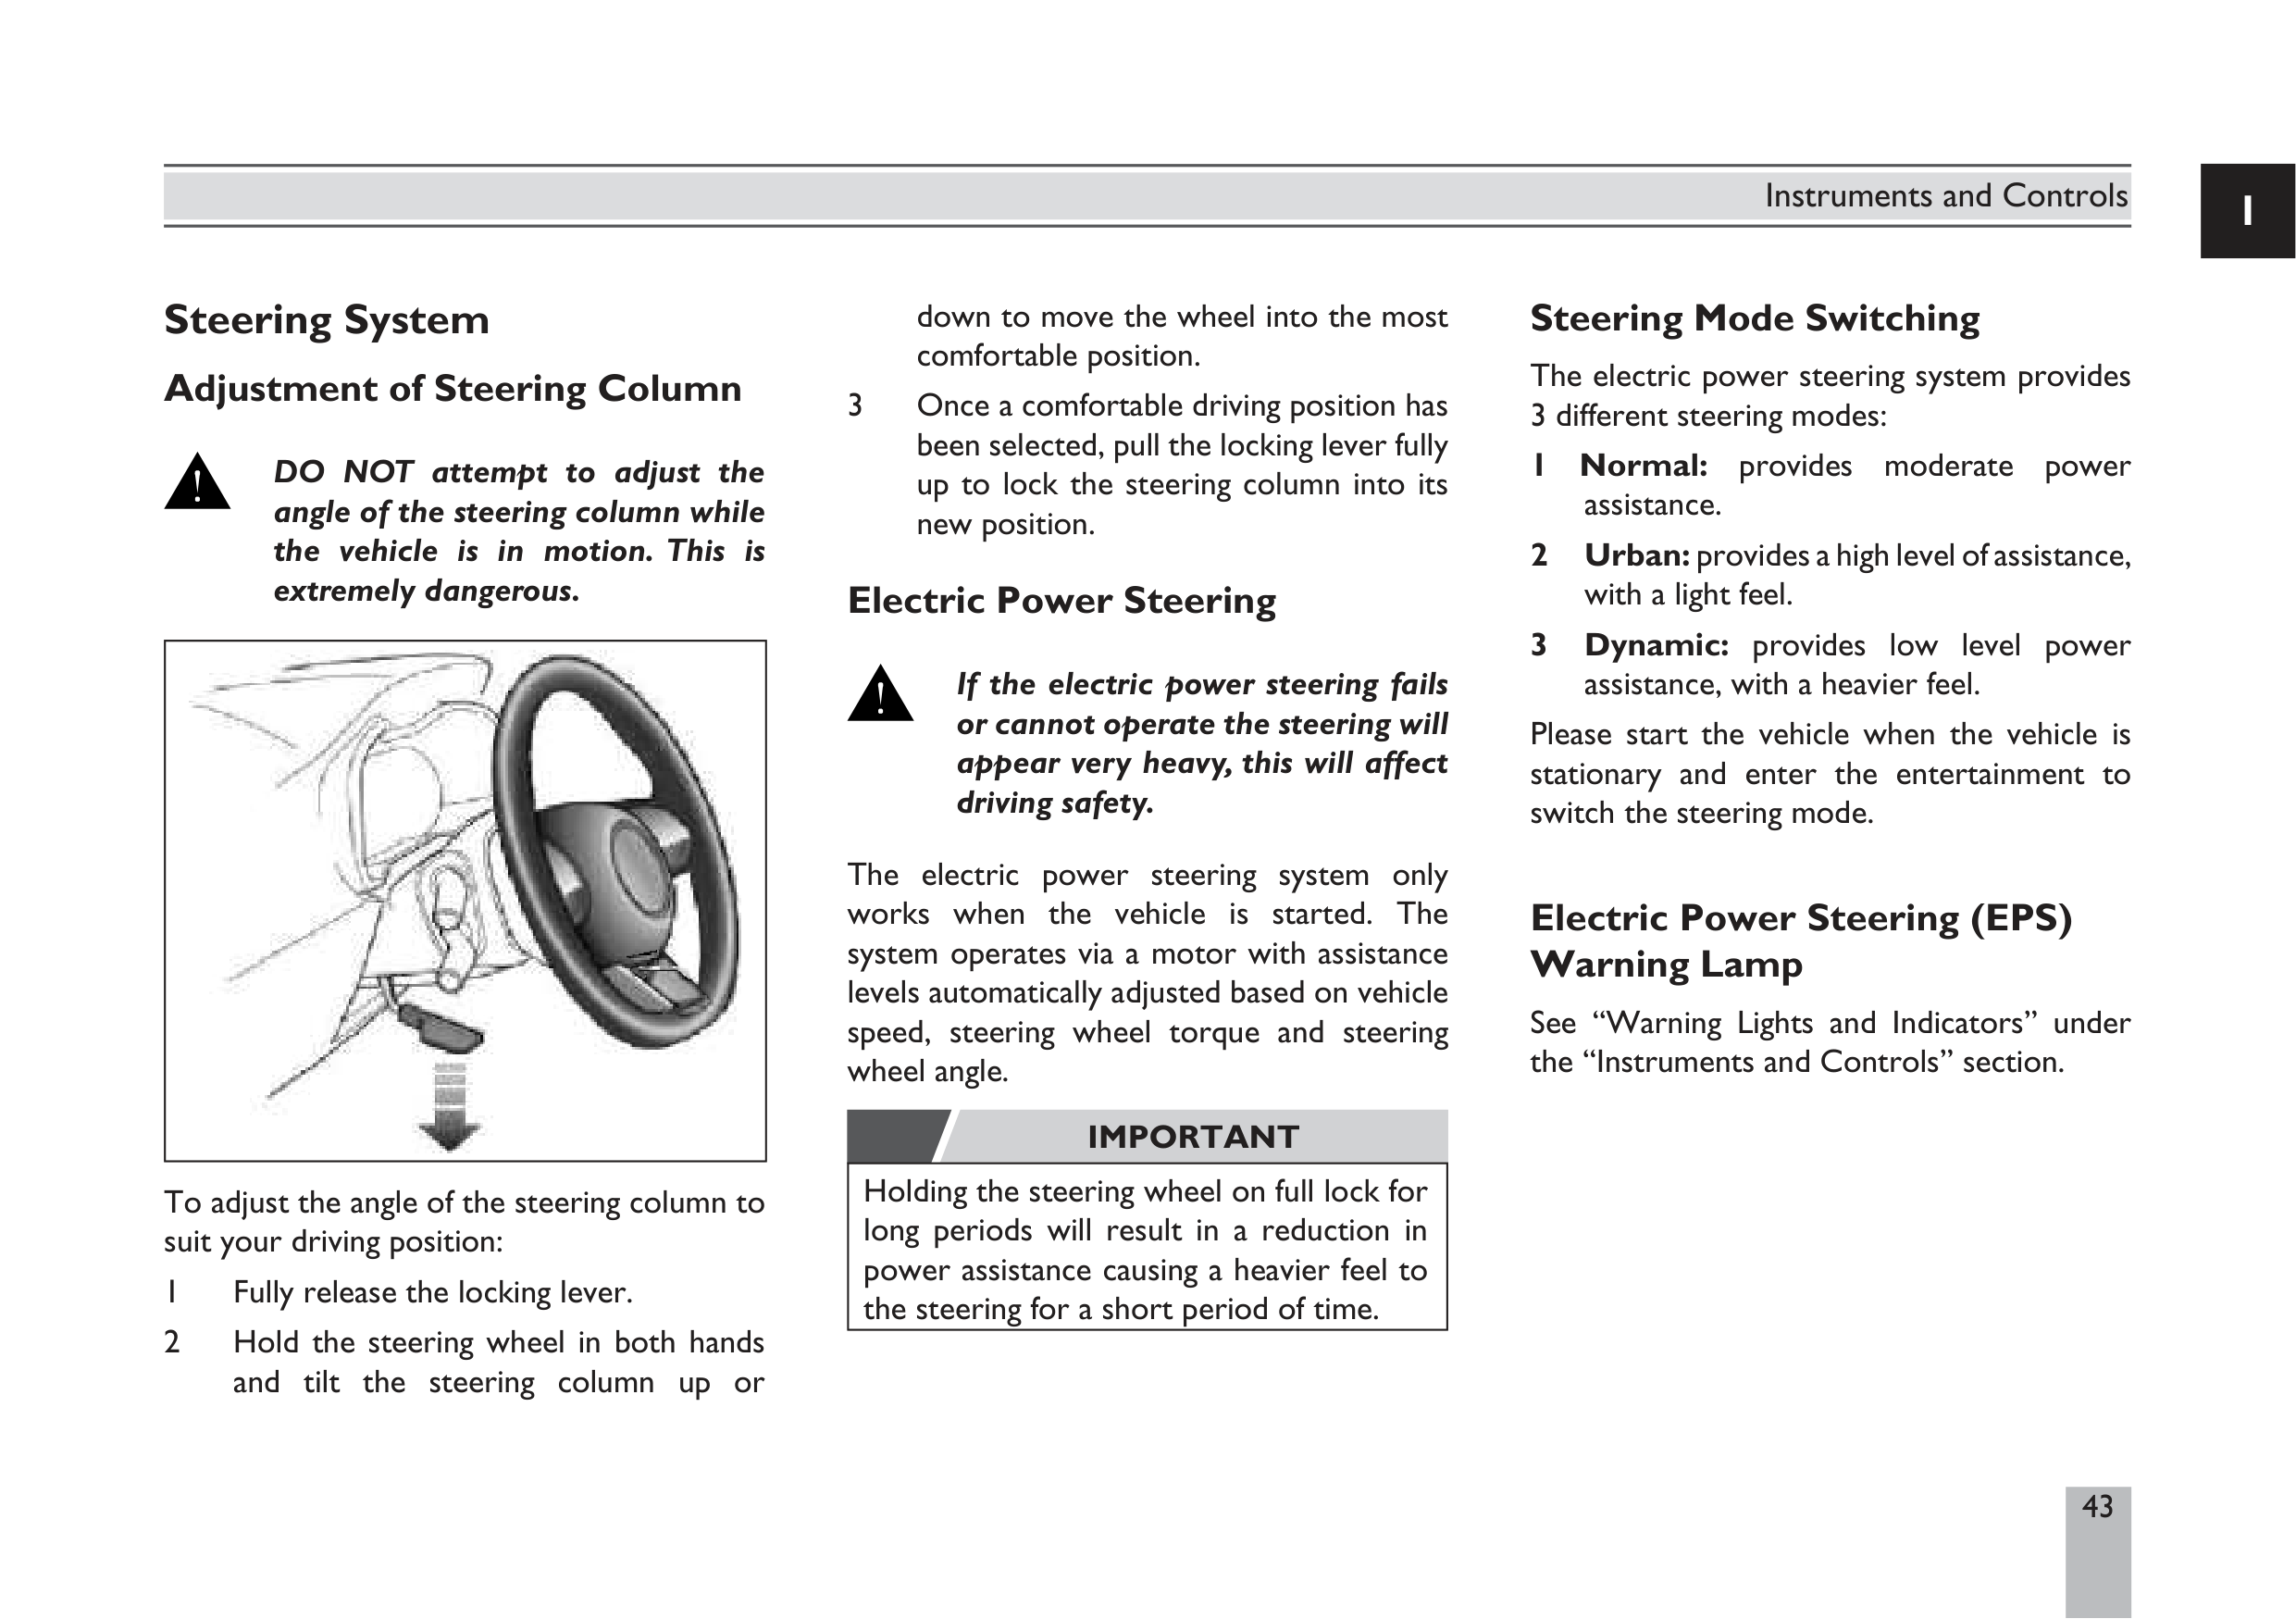 Instruments and Controls
1
Steering System
Adjustment of Steering Column
DO NOT attempt to adjust the
angle of the steering column while
the vehicle is in motion. This is
extremely dangerous.
To adjust the angle of the steering column to
suit your driving position:
1 Fully release the locking lever.
2 Hold the steering wheel in both hands
and tilt the steering column up or
down to move the wheel into the most
comfortable position.
3 Once a comfortable driving position has
been selected, pull the locking lever fully
up to lock the steering column into its
new position.
Electric Power Steering
If the electric power steering fails
or cannot operate the steering will
appear very heavy, this will affect
driving safety.
The electric power steering system only
works when the vehicle is started. The
system operates via a motor with assistance
levels automatically adjusted based on vehicle
speed, steering wheel torque and steering
wheel angle.
IMPORTANT
Holding the steering wheel on full lock for
long periods will result in a reduction in
power assistance causing a heavier feel to
the steering for a short period of time.
Steering Mode Switching
The electric power steering system provides
3 different steering modes:
1 Normal: provides moderate power
assistance.
2 Urban: provides a high level of assistance,
with a light feel.
3 Dynamic: provides low level power
assistance, with a heavier feel.
Please start the vehicle when the vehicle is
stationary and enter the entertainment to
switch the steering mode.
Electric Power Steering (EPS)
Warning Lamp
See “Warning Lights and Indicators” under
the “Instruments and Controls” section.
43